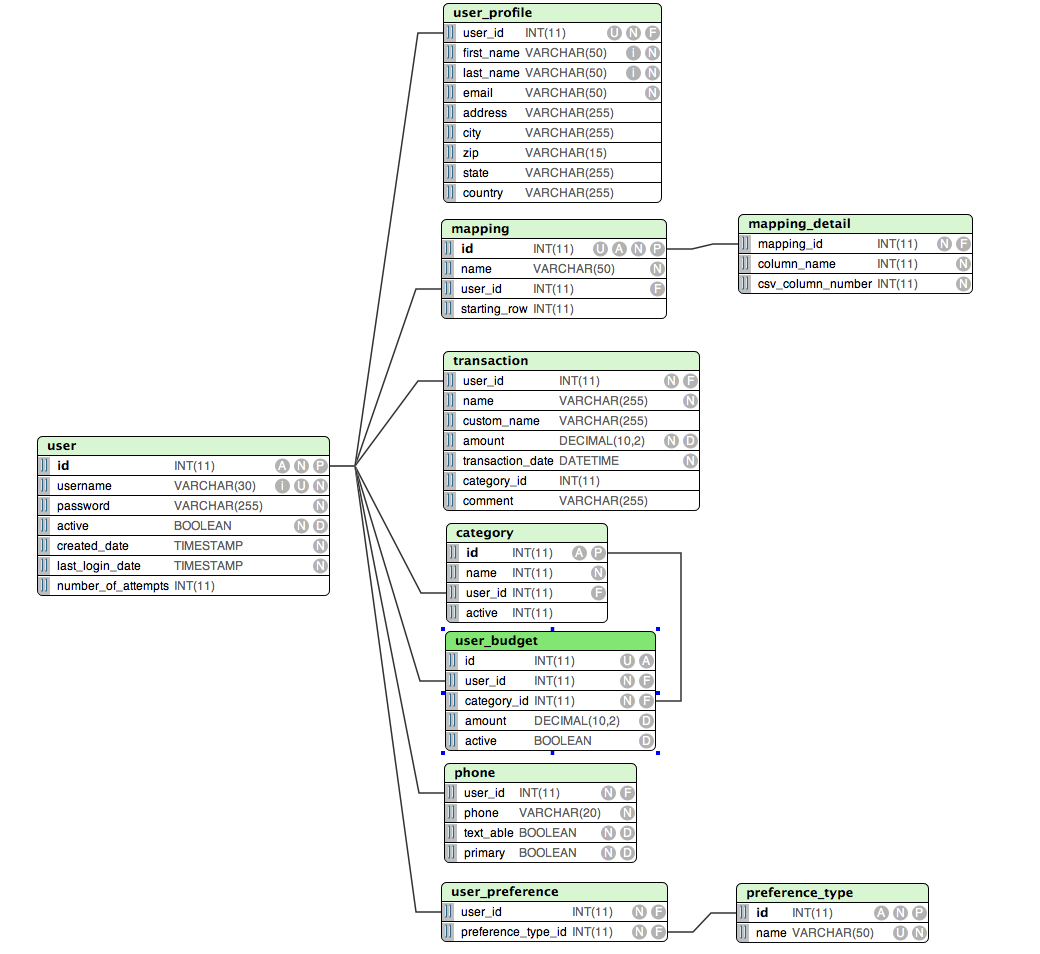 user_profile
user_id INT(11) U N F
first_name VARCHAR(50) i N
last_name VARCHAR(50) i N
email VARCHAR(50) N
address VARCHAR(255)
city VARCHAR(255)
zip VARCHAR(15)
state VARCHAR(255)
country VARCHAR(255)
mapping
id INT(11) U A N P
name VARCHAR(50) N
user_id INT(11) F
starting_row INT(11)
mapping_detail
mapping_id INT(11) N F
column_name INT(11) N
csv_column_number INT(11) N
transaction
user_id INT(11) N F
name VARCHAR(255) N
custom_name VARCHAR(255)
amount DECIMAL(10,2) N D
transaction_date DATETIME N
category_id INT(11)
comment VARCHAR(255)
user
id INT(11) A N P
username VARCHAR(30) i U N
password VARCHAR(255) N
active BOOLEAN N D
created_date TIMESTAMP N
last_login_date TIMESTAMP N
number_of_attempts INT(11)
category
id INT(11) A P
name INT(11) N
user_id INT(11) F
active INT(11)
user_budget
id INT(11) U A
user_id INT(11) N F
category_id INT(11) N F
amount DECIMAL(10,2) D
active BOOLEAN D
phone
user_id INT(11) N F
phone VARCHAR(20) N
text_able BOOLEAN N D
primary BOOLEAN N D
user_preference
user_id INT(11) N F
preference_type_id INT(11) N F
preference_type
id INT(11) A N P
name VARCHAR(50) U N